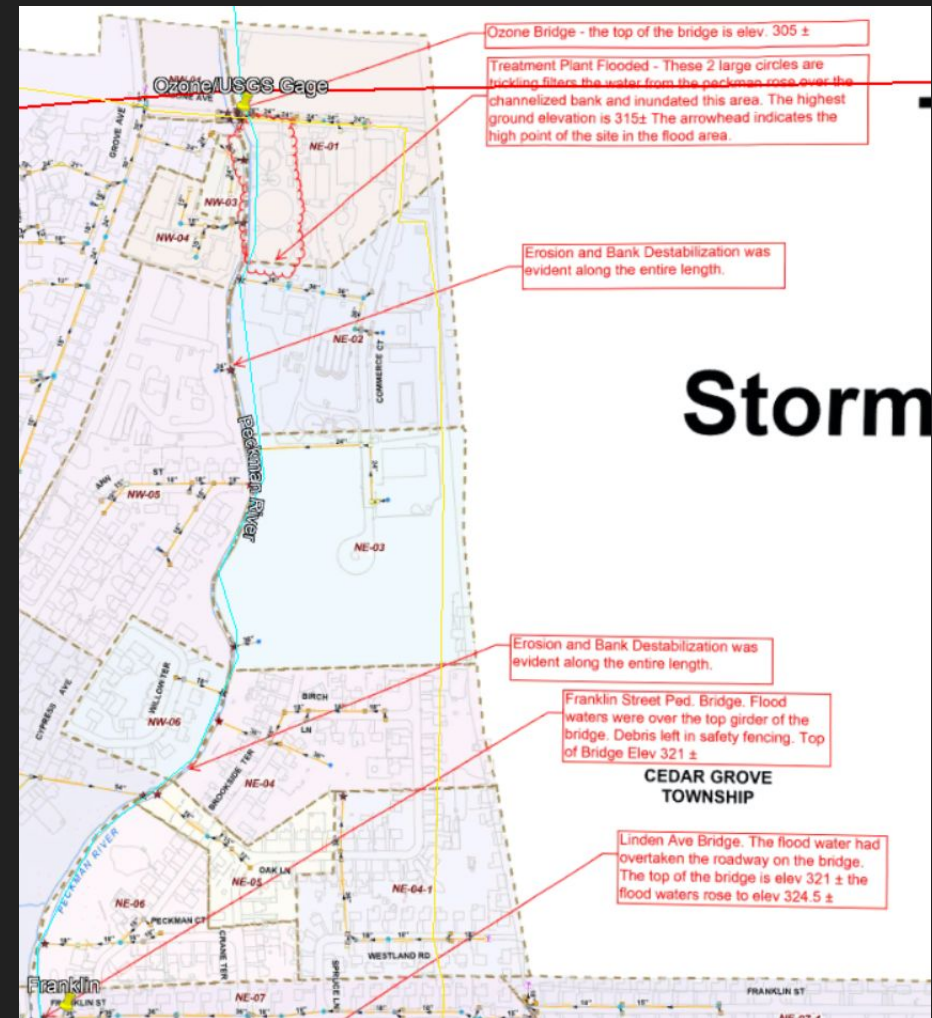 Ozone Bridge - the top of the bridge is elev. 305 ±
Treatment Plant Flooded - These 2 large circles are
trickling filters the water from the peckman rose over the
channelized bank and inundated this area. The highest
ground elevation is 315± The arrowhead indicates the
high point of the site in the flood area.
Ozone/USGS Gage
GROVE AVE
NE-01
NW-03
NW-04
Erosion and Bank Destabilization was
evident along the entire length.
NE-02
COMMERCE CT
Storm
Peckman River
ANN ST
NW-05
NE-03
Erosion and Bank Destabilization was
evident along the entire length.
CYPRESS AVE
WILLOW TER
NW-06
BIRCH
LN
BROOKSIDE TER
NE-04
Franklin Street Ped. Bridge. Flood
waters were over the top girder of the
bridge. Debris left in safety fencing. Top
of Bridge Elev 321 ±
CEDAR GROVE
TOWNSHIP
Linden Ave Bridge. The flood water had
overtaken the roadway on the bridge.
The top of the bridge is elev 321 ± the
flood waters rose to elev 324.5 ±
PECKMAN RIVER
OAK LN
NE-05
NE-04-1
NE-06
PECKMAN CT
CRANE TER
WESTLAND RD
SPRUCE LN
Franklin
FRANKLIN ST
NE-07
FRANKLIN ST